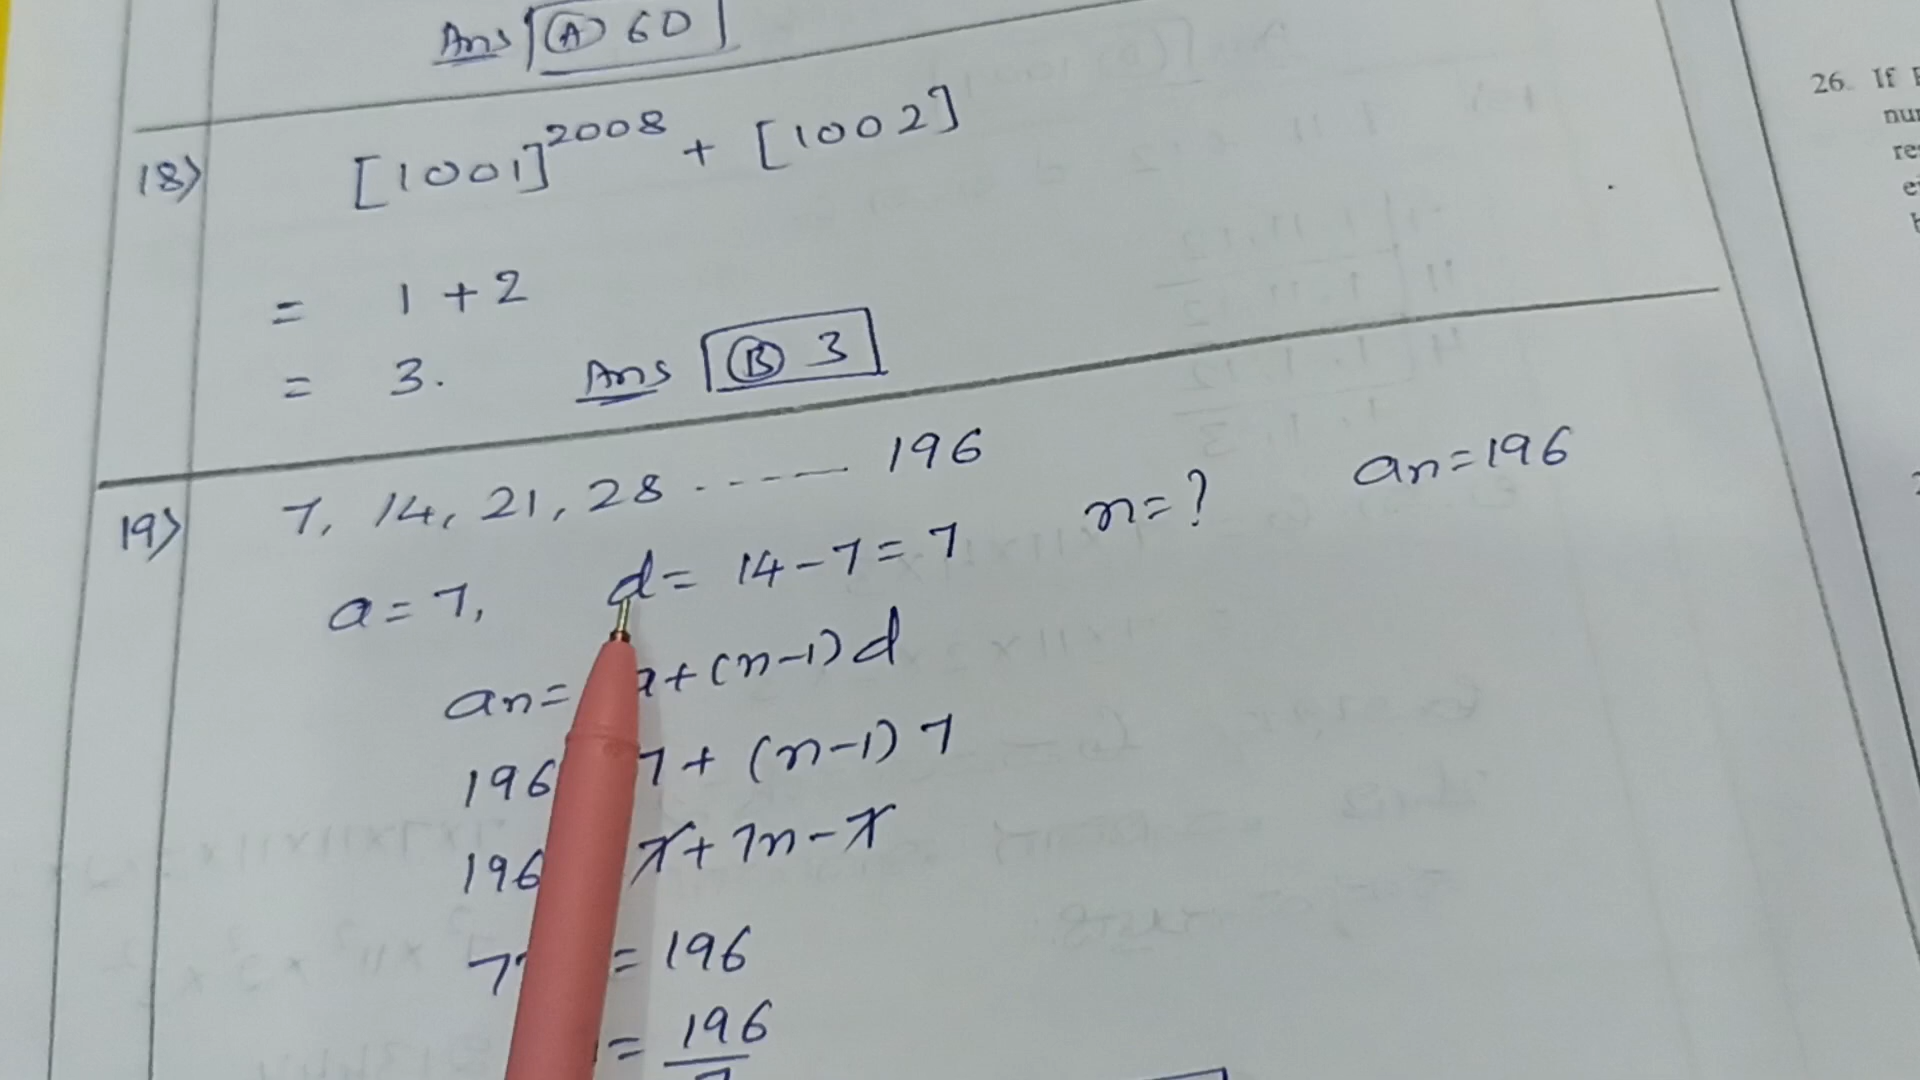 Ans (A) 60
18) [1001]^2008 + [1002]
= 1 + 2
= 3. Ans (B) 3
19) 7, 14, 21, 28 ------ 196
a = 7, d = 14 - 7 = 7 n = ? an = 196
an = a + (n-1) d
196 7 + (n-1) 7
196 7 + 7n - 7
7 = 196
= 196
26. If